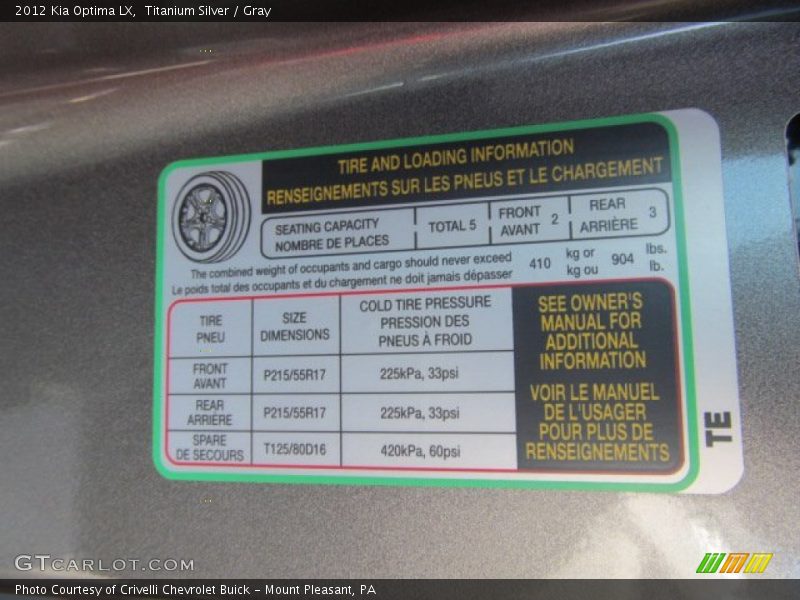 2012 Kia Optima LX,  Titanium Silver / Gray
TIRE AND LOADING INFORMATION
RENSEIGNEMENTS SUR LES PNEUS ET LE CHARGEMENT
SEATING CAPACITY
NOMBRE DE PLACES
TOTAL 5
FRONT
AVANT
2
REAR
ARRIÈRE
3
The combined weight of occupants and cargo should never exceed
Le poids total des occupants et du chargement ne doit jamais dépasser
410
kg or
kg ou
904
lbs.
lb.
TIRE
PNEU
SIZE
DIMENSIONS
COLD TIRE PRESSURE
PRESSION DES
PNEUS À FROID
FRONT
AVANT
P215/55R17
225kPa, 33psi
REAR
ARRIÈRE
P215/55R17
225kPa, 33psi
SPARE
DE SECOURS
T125/80D16
420kPa, 60psi
SEE OWNER'S
MANUAL FOR
ADDITIONAL
INFORMATION
VOIR LE MANUEL
DE L'USAGER
POUR PLUS DE
RENSEIGNEMENTS
TE
GTCARLOT.COM
Photo Courtesy of Crivelli Chevrolet Buick – Mount Pleasant, PA